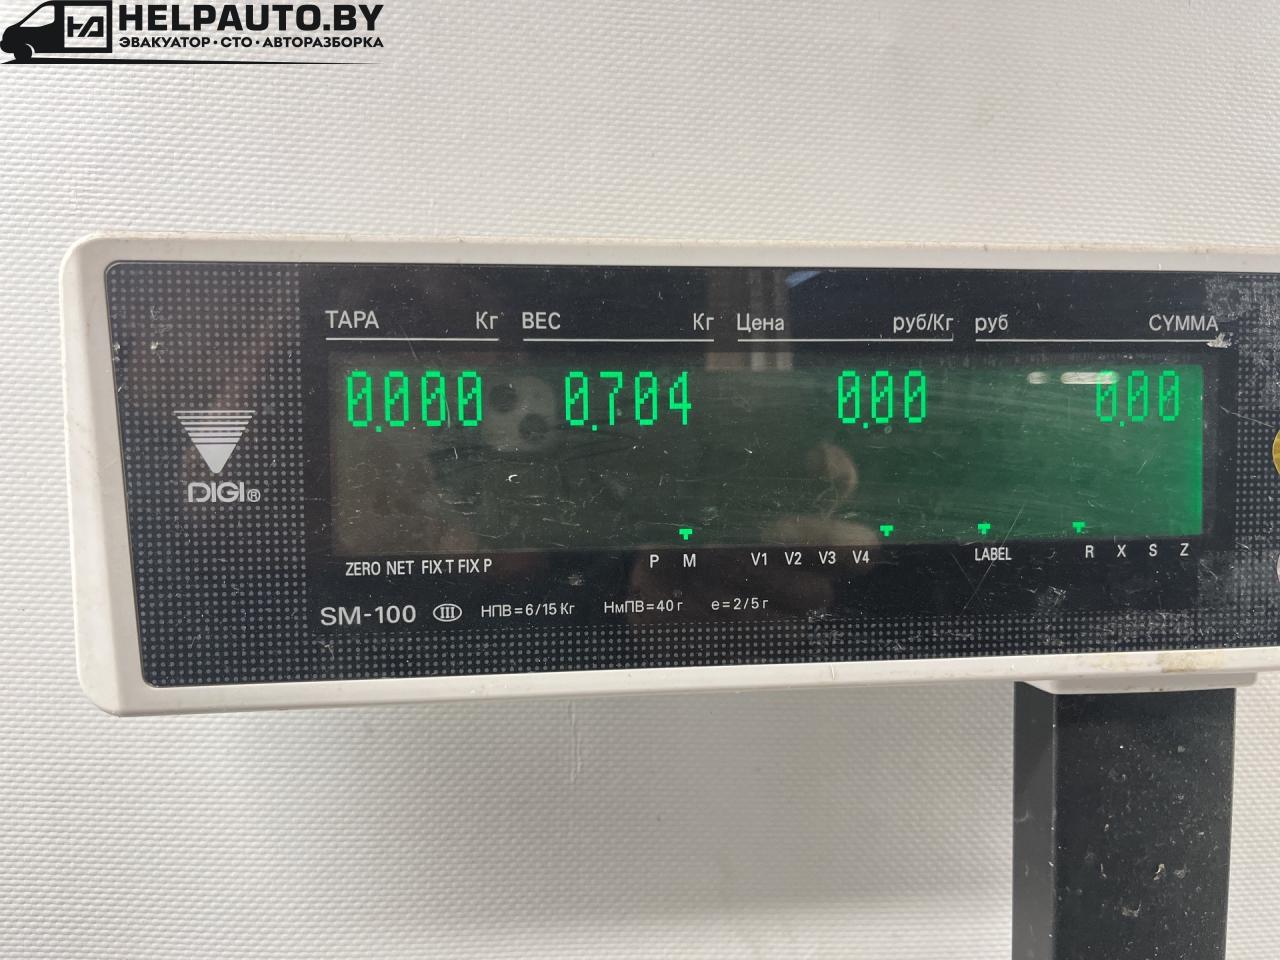 HELPAUTO.BY
ЭВАКУАТОР·СТО·АВТОРАЗБОРКА
ТАРА Кг ВЕС Кг Цена руб/Кг руб СУММА
0.000 0.704 0.00 0.00
DIGI®
P M V1 V2 V3 V4 LABEL R X S Z
ZERO NET FIX T FIX P
SM-100 III НПВ=6/15 Кг НмПВ=40 г e=2/5 г